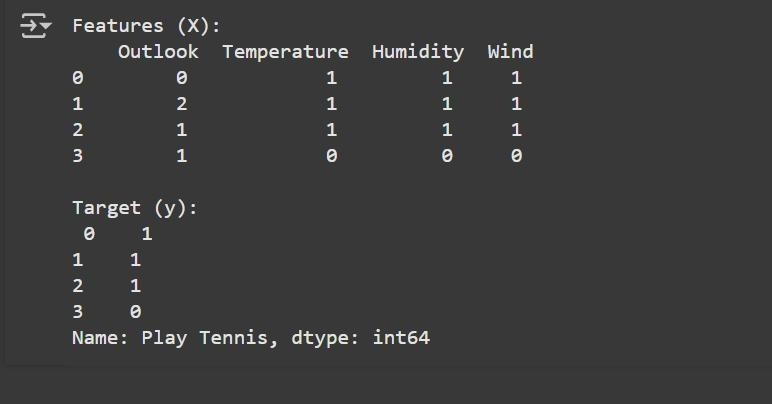 Features (X):
    Outlook  Temperature  Humidity  Wind
0        0            1         1     1
1        2            1         1     1
2        1            1         1     1
3        1            0         0     0

Target (y):
 0    1
1    1
2    1
3    0
Name: Play Tennis, dtype: int64